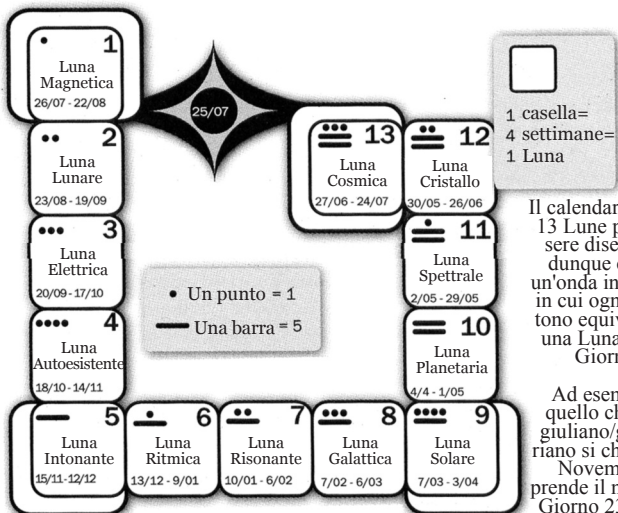 1
Luna
Magnetica
26/07 - 22/08
25/07
2
Luna
Lunare
23/08 - 19/09
3
Luna
Elettrica
20/09 - 17/10
4
Luna
Autoesistente
18/10 - 14/11
5
Luna
Intonante
15/11-12/12
6
Luna
Ritmica
13/12 - 9/01
7
Luna
Risonante
10/01 - 6/02
8
Luna
Galattica
7/02 - 6/03
9
Luna
Solare
7/03 - 3/04
10
Luna
Planetaria
4/4 - 1/05
11
Luna
Spettrale
2/05 - 29/05
12
Luna
Cristallo
30/05 - 26/06
13
Luna
Cosmica
27/06 - 24/07
Un punto = 1
Una barra = 5
1 casella=
4 settimane=
1 Luna
Il calendar
13 Lune p
sere dise
dunque
un'onda in
in cui ogn
tono equiv
una Luna
Giorn
Ad esen
quello ch
giuliano/g
riano si ch
Novem
prende il n
Giorno 23